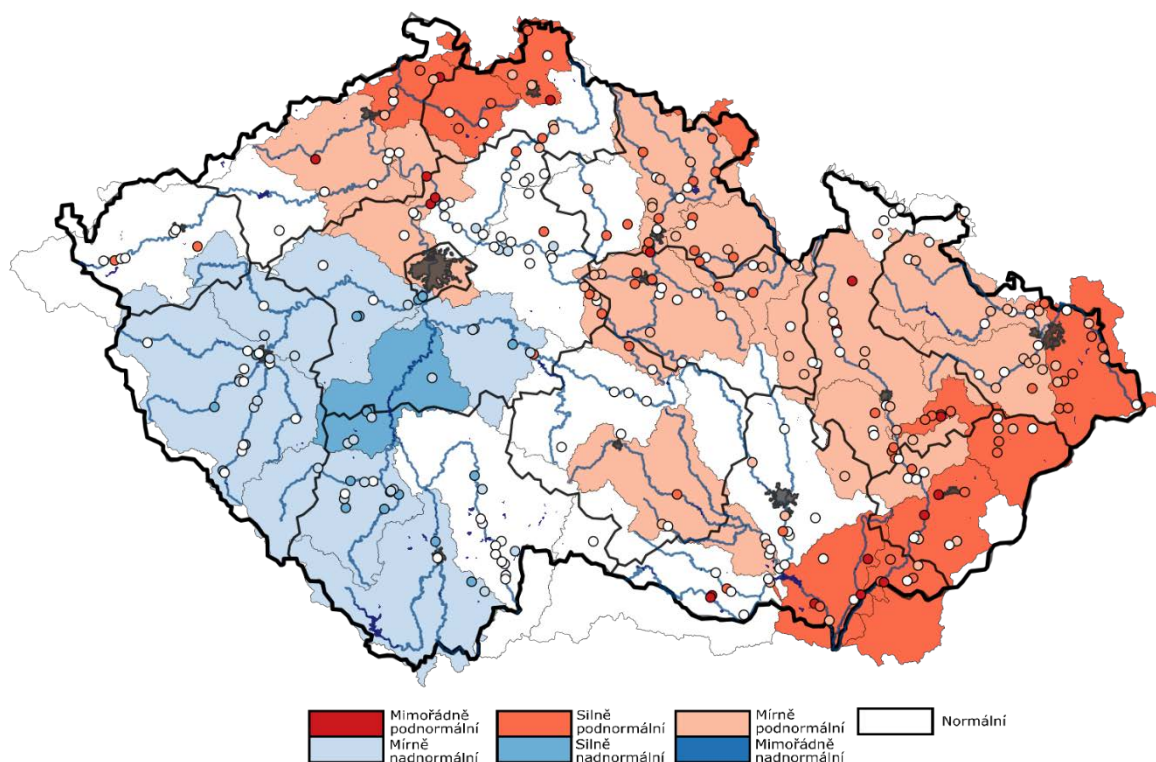 Mimořádně
podnormální
Silně
podnormální
Mírně
podnormální
Normální
Mírně
nadnormální
Silně
nadnormální
Mimořádně
nadnormální